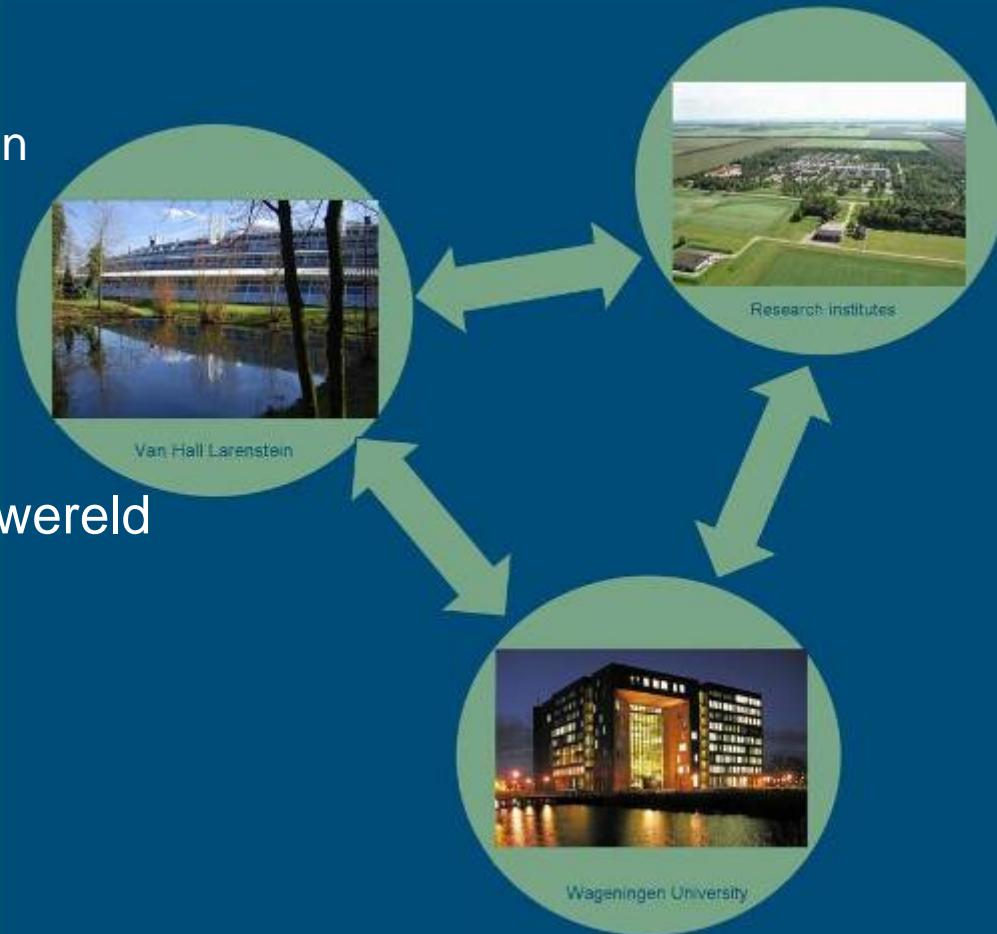 n
Research institutes
Van Hall Larenstein
wereld
Wageningen University